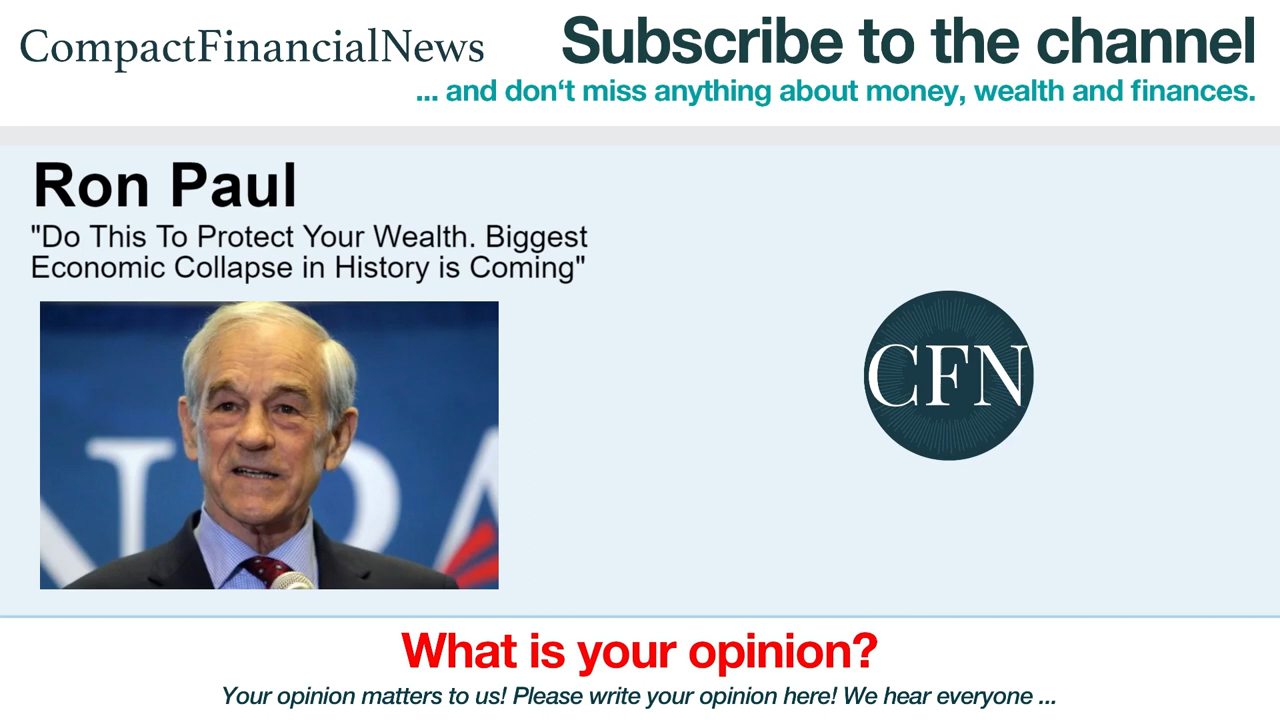 CompactFinancialNews
Subscribe to the channel
... and don‘t miss anything about money, wealth and finances.
Ron Paul
"Do This To Protect Your Wealth. Biggest
Economic Collapse in History is Coming"
CFN
What is your opinion?
Your opinion matters to us! Please write your opinion here! We hear everyone ...